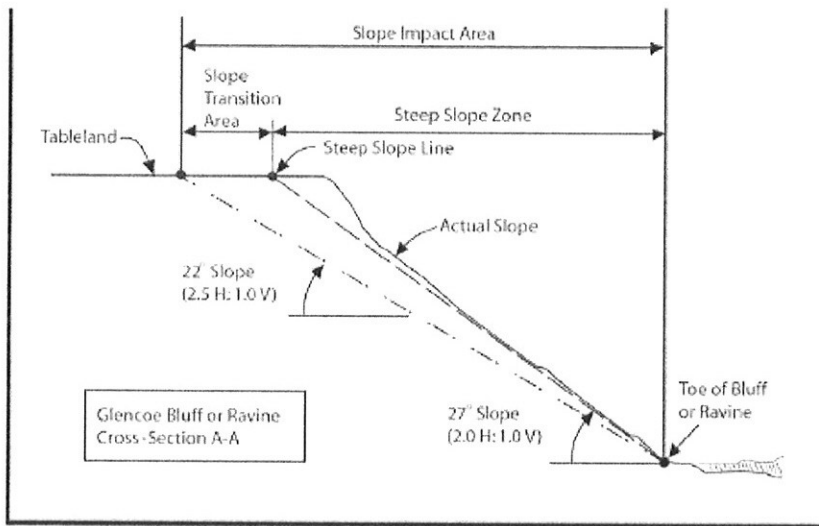 Slope Impact Area
Slope
Transition
Area
Steep Slope Zone
Tableland
Steep Slope Line
Actual Slope
22° Slope
(2.5 H: 1.0 V)
Glencoe Bluff or Ravine
Cross-Section A-A
27° Slope
(2.0 H: 1.0 V)
Toe of Bluff
or Ravine